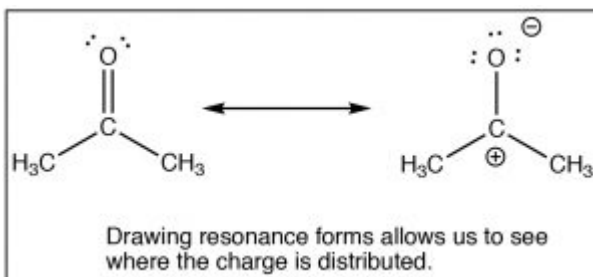 O O ⊖
C C
H₃C CH₃ H₃C ⊕ CH₃
Drawing resonance forms allows us to see
where the charge is distributed.